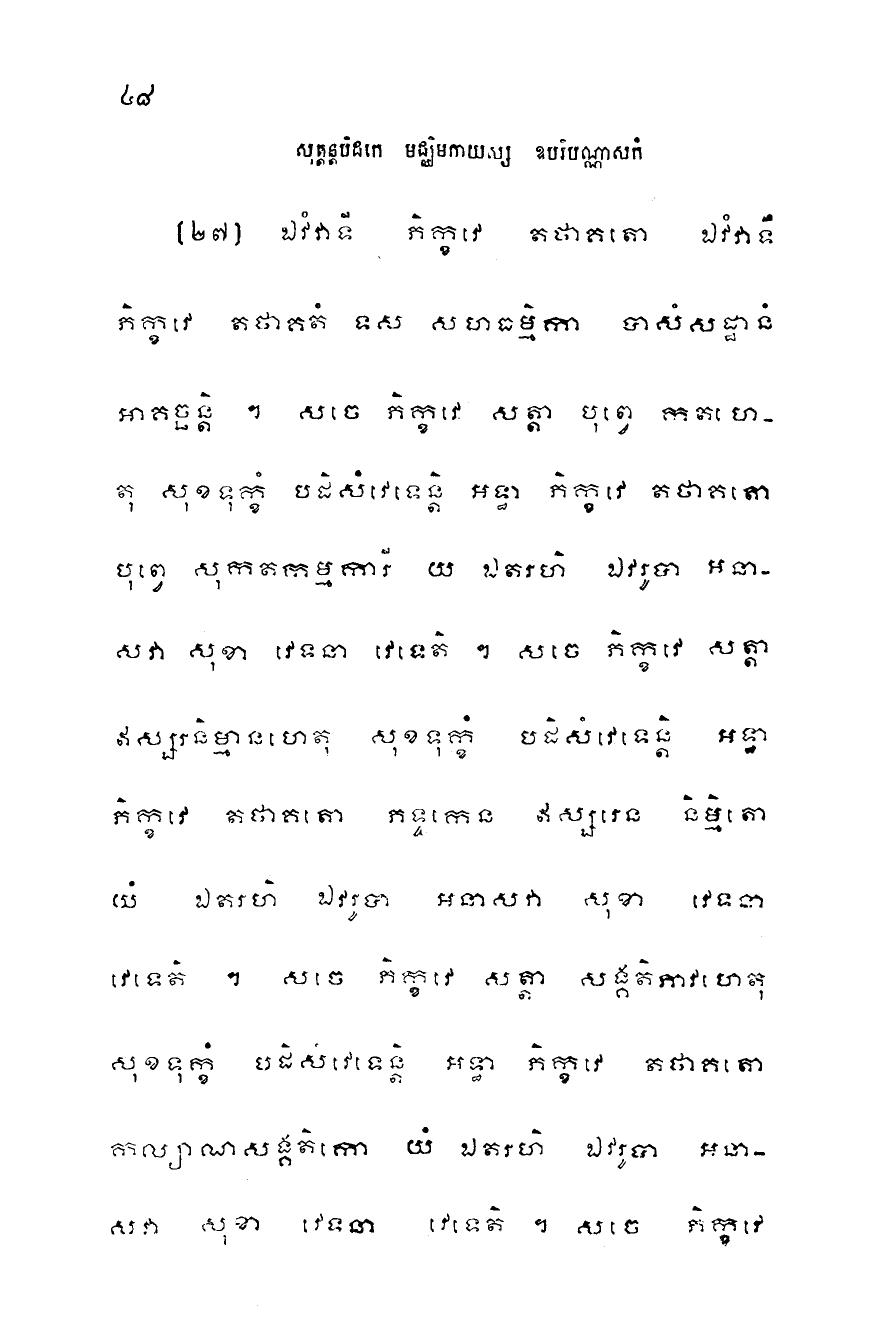 ៤៨
សុត្តន្តបិដកេ មជ្ឈិមកាយស្ស ឧបរិបណ្ណាសកំ
(២៧) ឯវំវាទី ភិក្ខវេ តថាគតោ ឯវំវាទឹ
ភិក្ខវេ តថាគតំ ទស សហធម្មិកា បាសំសដ្ឋានំ
អាគច្ឆន្តិ ។ សចេ ភិក្ខវេ សត្តា បុព្វេ កតហេ-
តុ សុខទុក្ខំ បដិសំវេទេន្តិ អទ្ធា ភិក្ខវេ តថាគតោ
បុព្វេ សុកតកម្មការី យ ឯតរហិ ឯវរូបា អនា-
សវា សុខា វេទនា វេទេតិ ។ សចេ ភិក្ខវេ សត្តា
ឥស្សរនិម្មានហេតុ សុខទុក្ខំ បដិសំវេទេន្តិ អទ្ធា
ភិក្ខវេ តថាគតោ ភទ្ទកេន ឥស្សរេន និម្មិតោ
យំ ឯតរហិ ឯវរូបា អនាសវា សុខា វេទនា
វេទេតិ ។ សចេ ភិក្ខវេ សត្តា សង្គតិភាវហេតុ
សុខទុក្ខំ បដិសំវេទេន្តិ អទ្ធា ភិក្ខវេ តថាគតោ
កល្យាណសង្គតិកោ យំ ឯតរហិ ឯវរូបា អនា-
សវា សុខា វេទនា វេទេតិ ។ សចេ ភិក្ខវេ